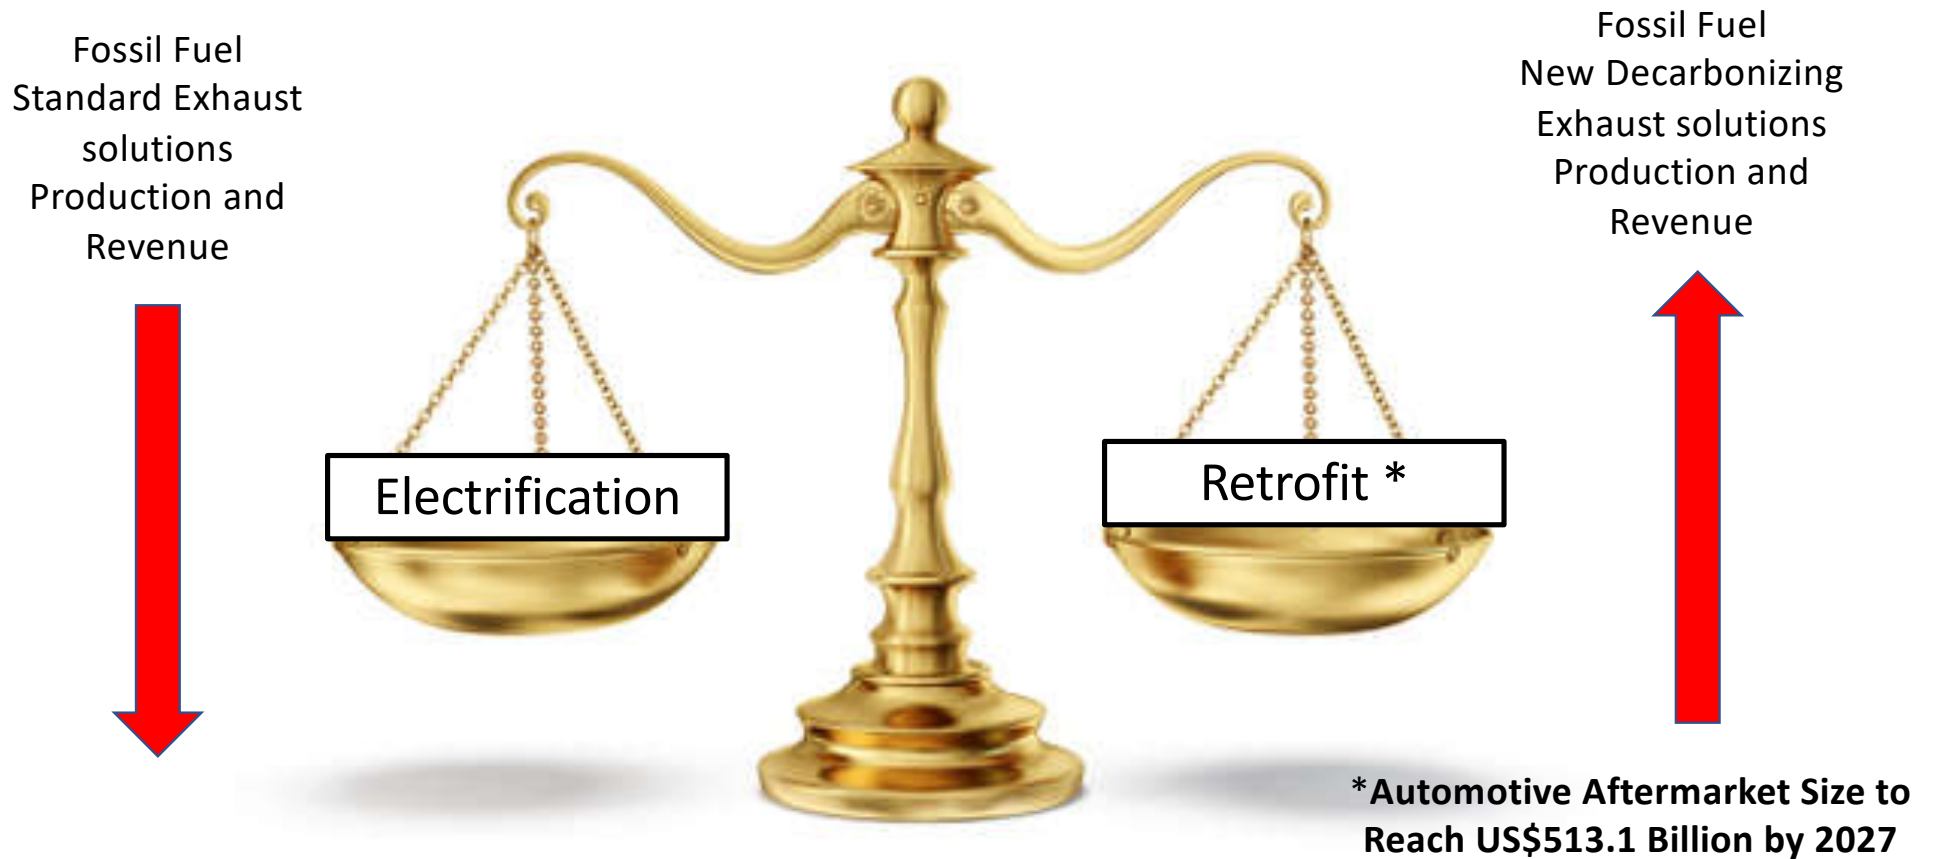 Fossil Fuel
Standard Exhaust
solutions
Production and
Revenue
Fossil Fuel
New Decarbonizing
Exhaust solutions
Production and
Revenue
Electrification
Retrofit *
*Automotive Aftermarket Size to
Reach US$513.1 Billion by 2027